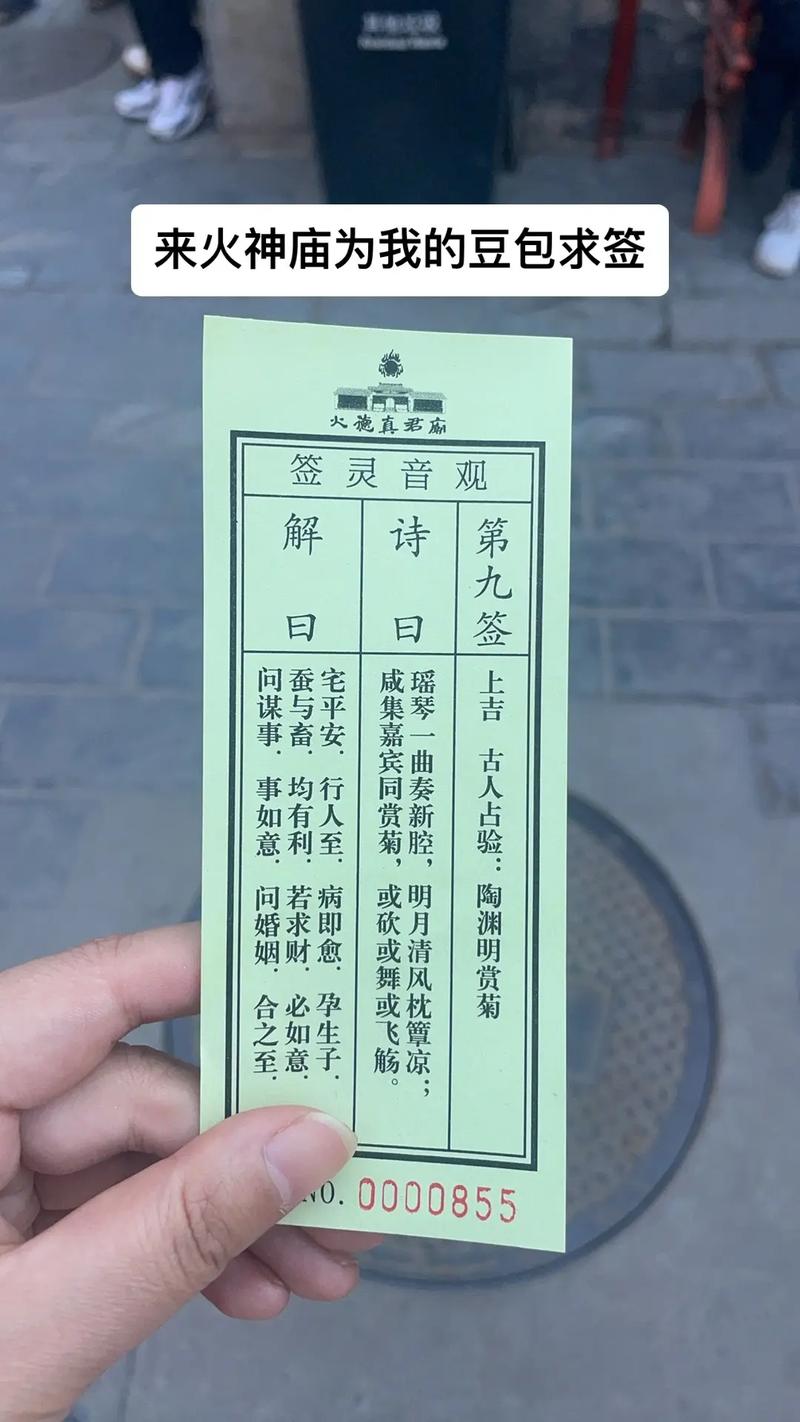 来火神庙为我的豆包求签
火德真君廟
观音灵签
第九签
上吉 古人占验：陶渊明赏菊
诗曰
瑶琴一曲奏新腔，明月清风枕簟凉；
咸集嘉宾同赏菊，或砍或舞或飞觞。
解曰
宅平安. 行人至. 病即愈. 孕生子.
蚕与畜. 均有利. 若求财. 必如意.
问谋事. 事如意. 问婚姻. 合之至.
NO. 0000855